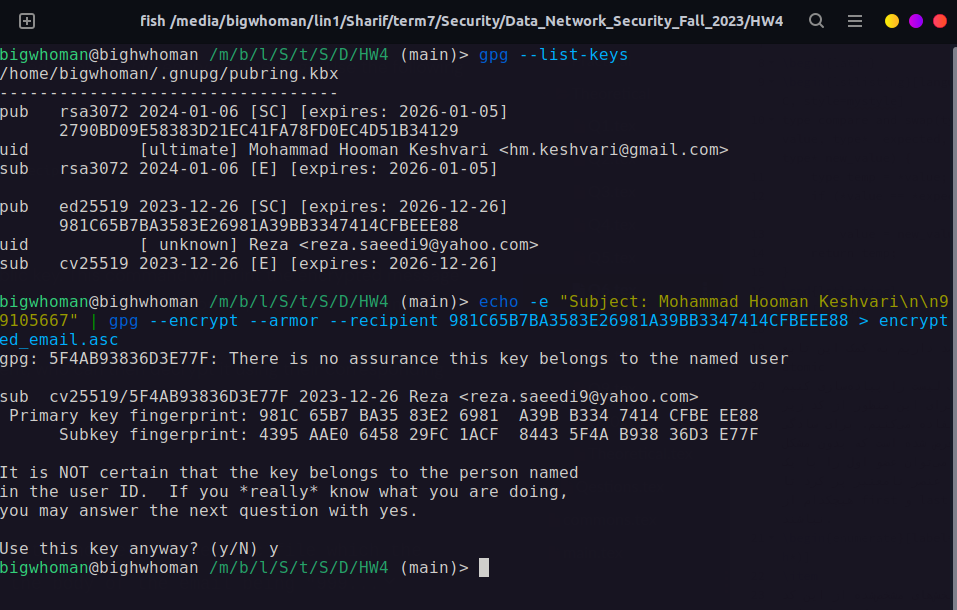 fish /media/bigwhoman/lin1/Sharif/term7/Security/Data_Network_Security_Fall_2023/HW4
bigwhoman@bighwhoman /m/b/l/S/t/S/D/HW4 (main)> gpg --list-keys
/home/bigwhoman/.gnupg/pubring.kbx
----------------------------------
pub   rsa3072 2024-01-06 [SC] [expires: 2026-01-05]
      2790BD09E58383D21EC41FA78FD0EC4D51B34129
uid           [ultimate] Mohammad Hooman Keshvari <hm.keshvari@gmail.com>
sub   rsa3072 2024-01-06 [E] [expires: 2026-01-05]
pub   ed25519 2023-12-26 [SC] [expires: 2026-12-26]
      981C65B7BA3583E26981A39BB3347414CFBEEE88
uid           [ unknown] Reza <reza.saeedi9@yahoo.com>
sub   cv25519 2023-12-26 [E] [expires: 2026-12-26]
bigwhoman@bighwhoman /m/b/l/S/t/S/D/HW4 (main)> echo -e "Subject: Mohammad Hooman Keshvari\n\n9
9105667" | gpg --encrypt --armor --recipient 981C65B7BA3583E26981A39BB3347414CFBEEE88 > encrypt
ed_email.asc
gpg: 5F4AB93836D3E77F: There is no assurance this key belongs to the named user
sub  cv25519/5F4AB93836D3E77F 2023-12-26 Reza <reza.saeedi9@yahoo.com>
 Primary key fingerprint: 981C 65B7 BA35 83E2 6981  A39B B334 7414 CFBE EE88
      Subkey fingerprint: 4395 AAE0 6458 29FC 1ACF  8443 5F4A B938 36D3 E77F
It is NOT certain that the key belongs to the person named
in the user ID.  If you *really* know what you are doing,
you may answer the next question with yes.
Use this key anyway? (y/N) y
bigwhoman@bighwhoman /m/b/l/S/t/S/D/HW4 (main)>